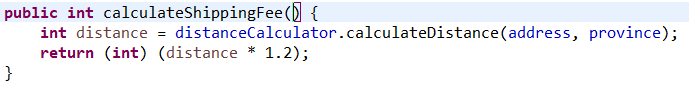 public int calculateShippingFee() {
    int distance = distanceCalculator.calculateDistance(address, province);
    return (int) (distance * 1.2);
}